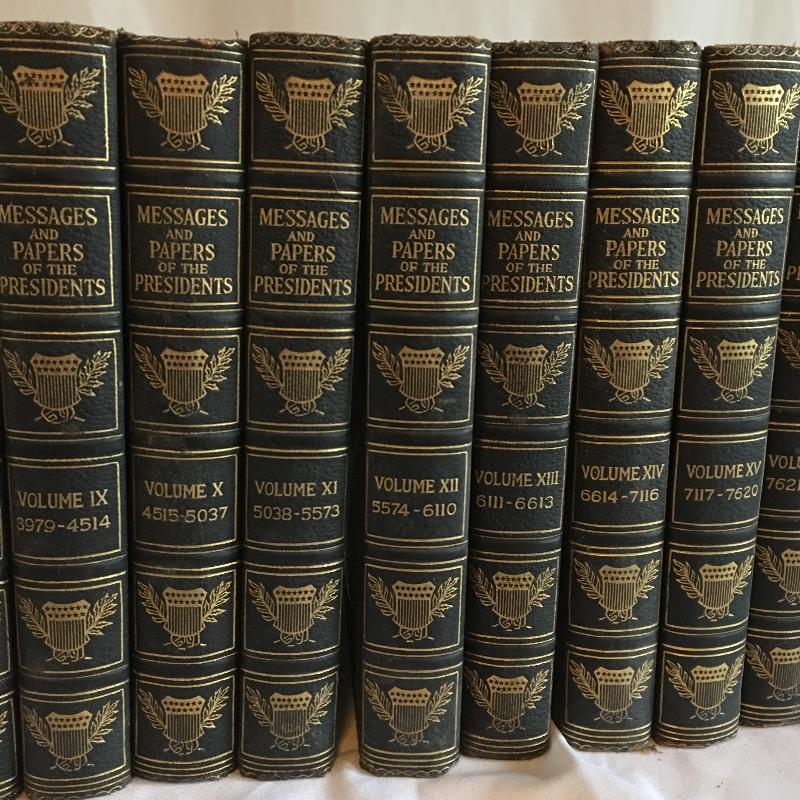 MESSAGES
AND
PAPERS
OF THE
PRESIDENTS
VOLUME IX
3979-4514
MESSAGES
AND
PAPERS
OF THE
PRESIDENTS
VOLUME X
4515-5037
MESSAGES
AND
PAPERS
OF THE
PRESIDENTS
VOLUME XI
5038-5573
MESSAGES
AND
PAPERS
OF THE
PRESIDENTS
VOLUME XII
5574-6110
MESSAGES
AND
PAPERS
OF THE
PRESIDENTS
VOLUME XIII
6111-6613
MESSAGES
AND
PAPERS
OF THE
PRESIDENTS
VOLUME XIV
6614-7116
MESSAGES
AND
PAPERS
OF THE
PRESIDENTS
VOLUME XV
7117-7620